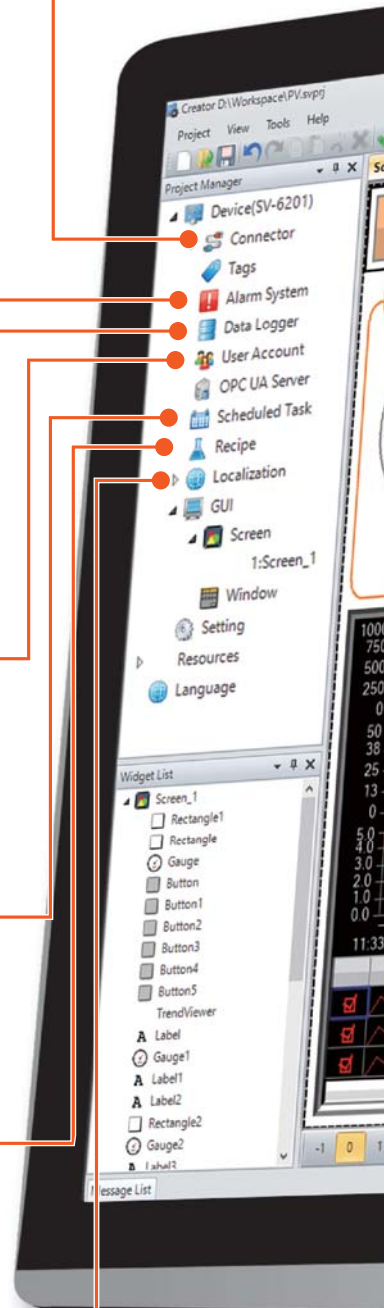 Creator D:\Workspace\PV.svprj
Project View Tools Help
Project Manager
Device(SV-6201)
Connector
Tags
Alarm System
Data Logger
User Account
OPC UA Server
Scheduled Task
Recipe
Localization
GUI
Screen
1:Screen_1
Window
Setting
Resources
Language
Widget List
Screen_1
Rectangle1
Rectangle
Gauge
Button
Button1
Button2
Button3
Button4
Button5
TrendViewer
A Label
Gauge1
A Label1
A Label2
Rectangle2
Gauge2
A Label3
Message List
Sc
1000
750
500
250
0
50
38
25
13
0
5.0
4.0
3.0
2.0
1.0
0.0
11:33
-1 0 1